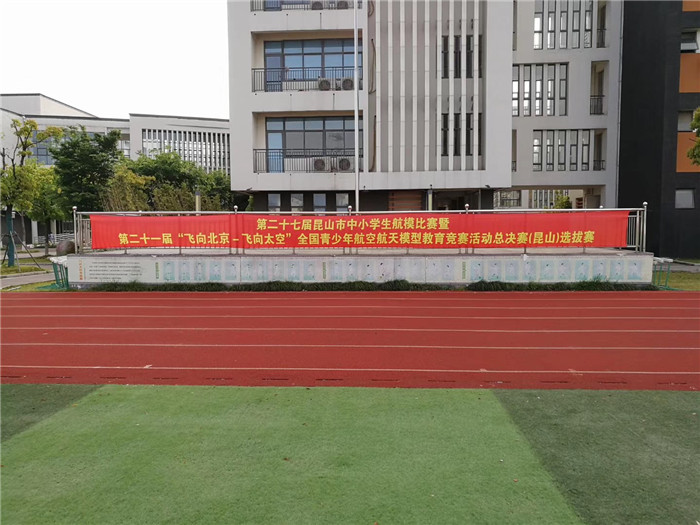 第二十七届昆山市中小学生航模比赛暨
第二十一届“飞向北京－飞向太空”全国青少年航空航天模型教育竞赛活动总决赛(昆山)选拔赛